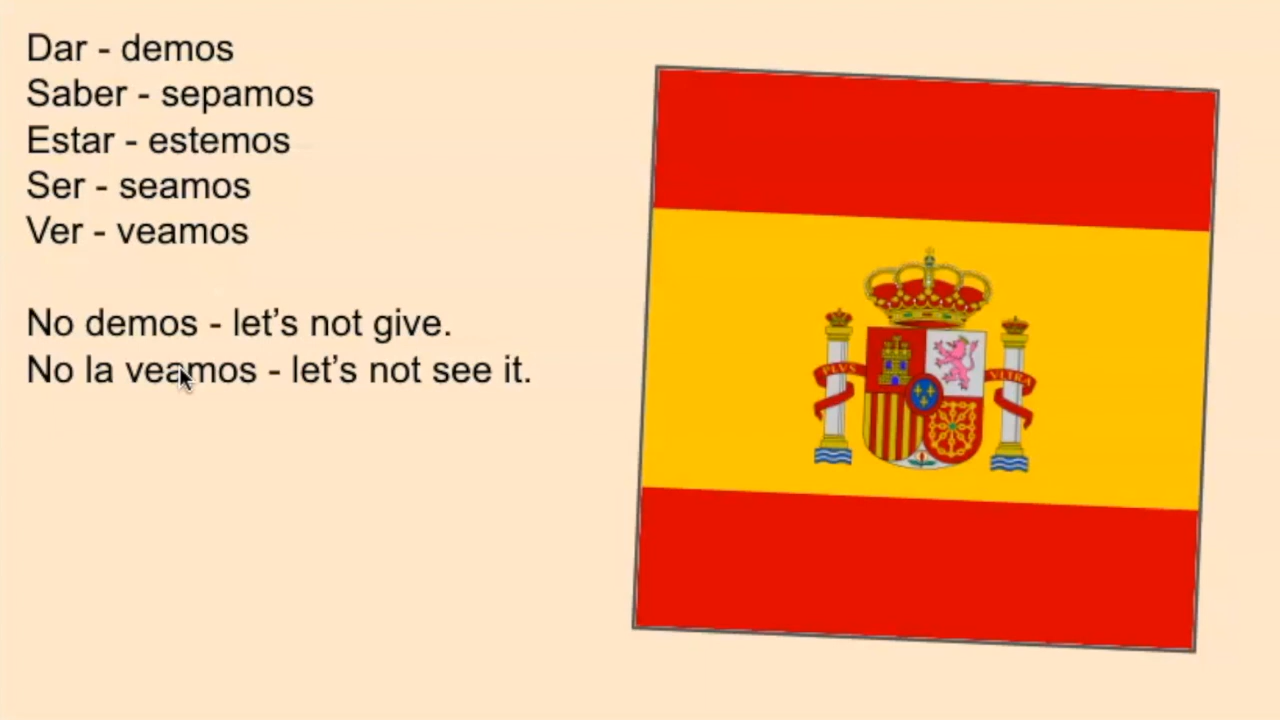 Dar - demos
Saber - sepamos
Estar - estemos
Ser - seamos
Ver - veamos
No demos - let’s not give.
No la veamos - let’s not see it.
PLVS
VLTRA